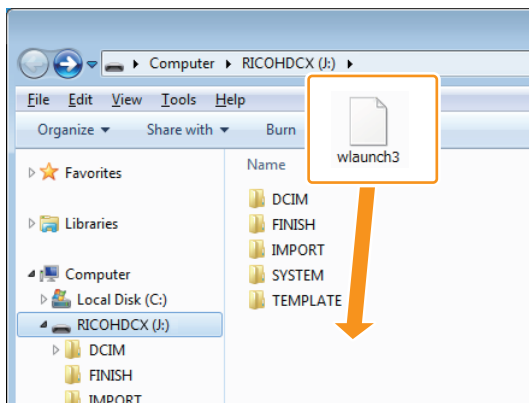 Computer RICOHDCX (J:)
File Edit View Tools Help
Organize Share with Burn
wlaunch3
Favorites
Libraries
Computer
Local Disk (C:)
RICOHDCX (J:)
DCIM
FINISH
IMPORT
Name
DCIM
FINISH
IMPORT
SYSTEM
TEMPLATE